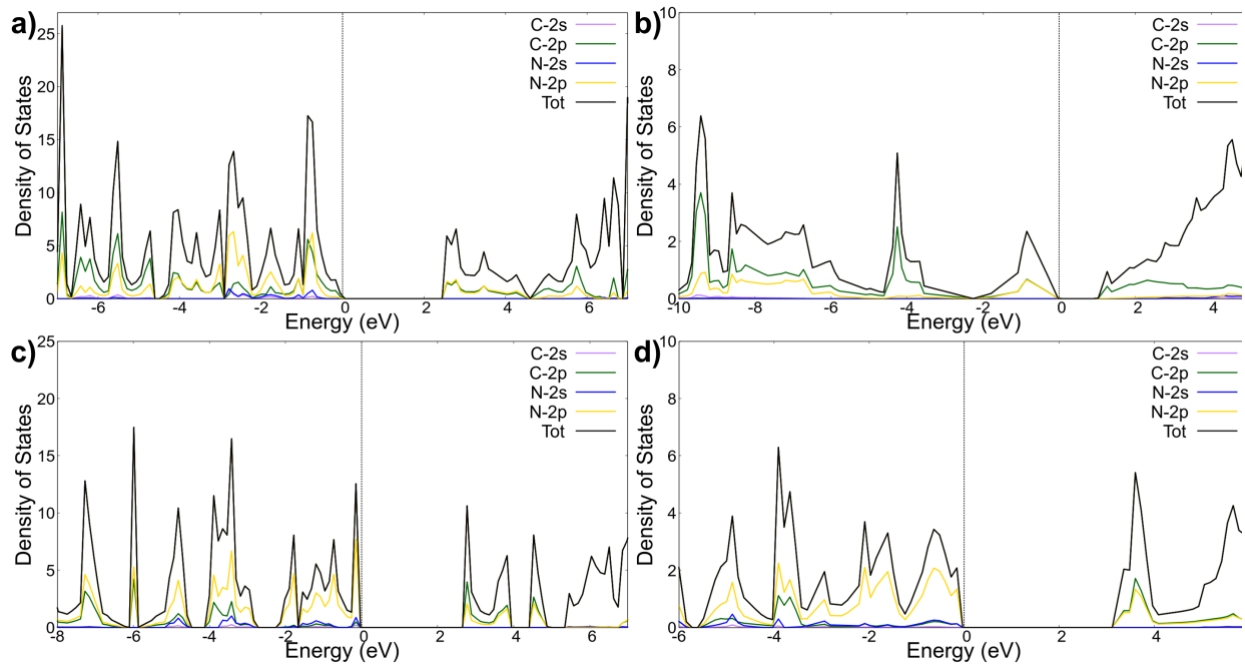 a)
Density of States
25
20
15
10
5
0
C-2s
C-2p
N-2s
N-2p
Tot
-6
-4
-2
0
2
4
6
Energy (eV)
b)
Density of States
10
8
6
4
2
0
C-2s
C-2p
N-2s
N-2p
Tot
-10
-8
-6
-4
-2
0
2
4
Energy (eV)
c)
Density of States
25
20
15
10
5
0
C-2s
C-2p
N-2s
N-2p
Tot
-8
-6
-4
-2
0
2
4
6
Energy (eV)
d)
Density of States
10
8
6
4
2
0
C-2s
C-2p
N-2s
N-2p
Tot
-6
-4
-2
0
2
4
Energy (eV)